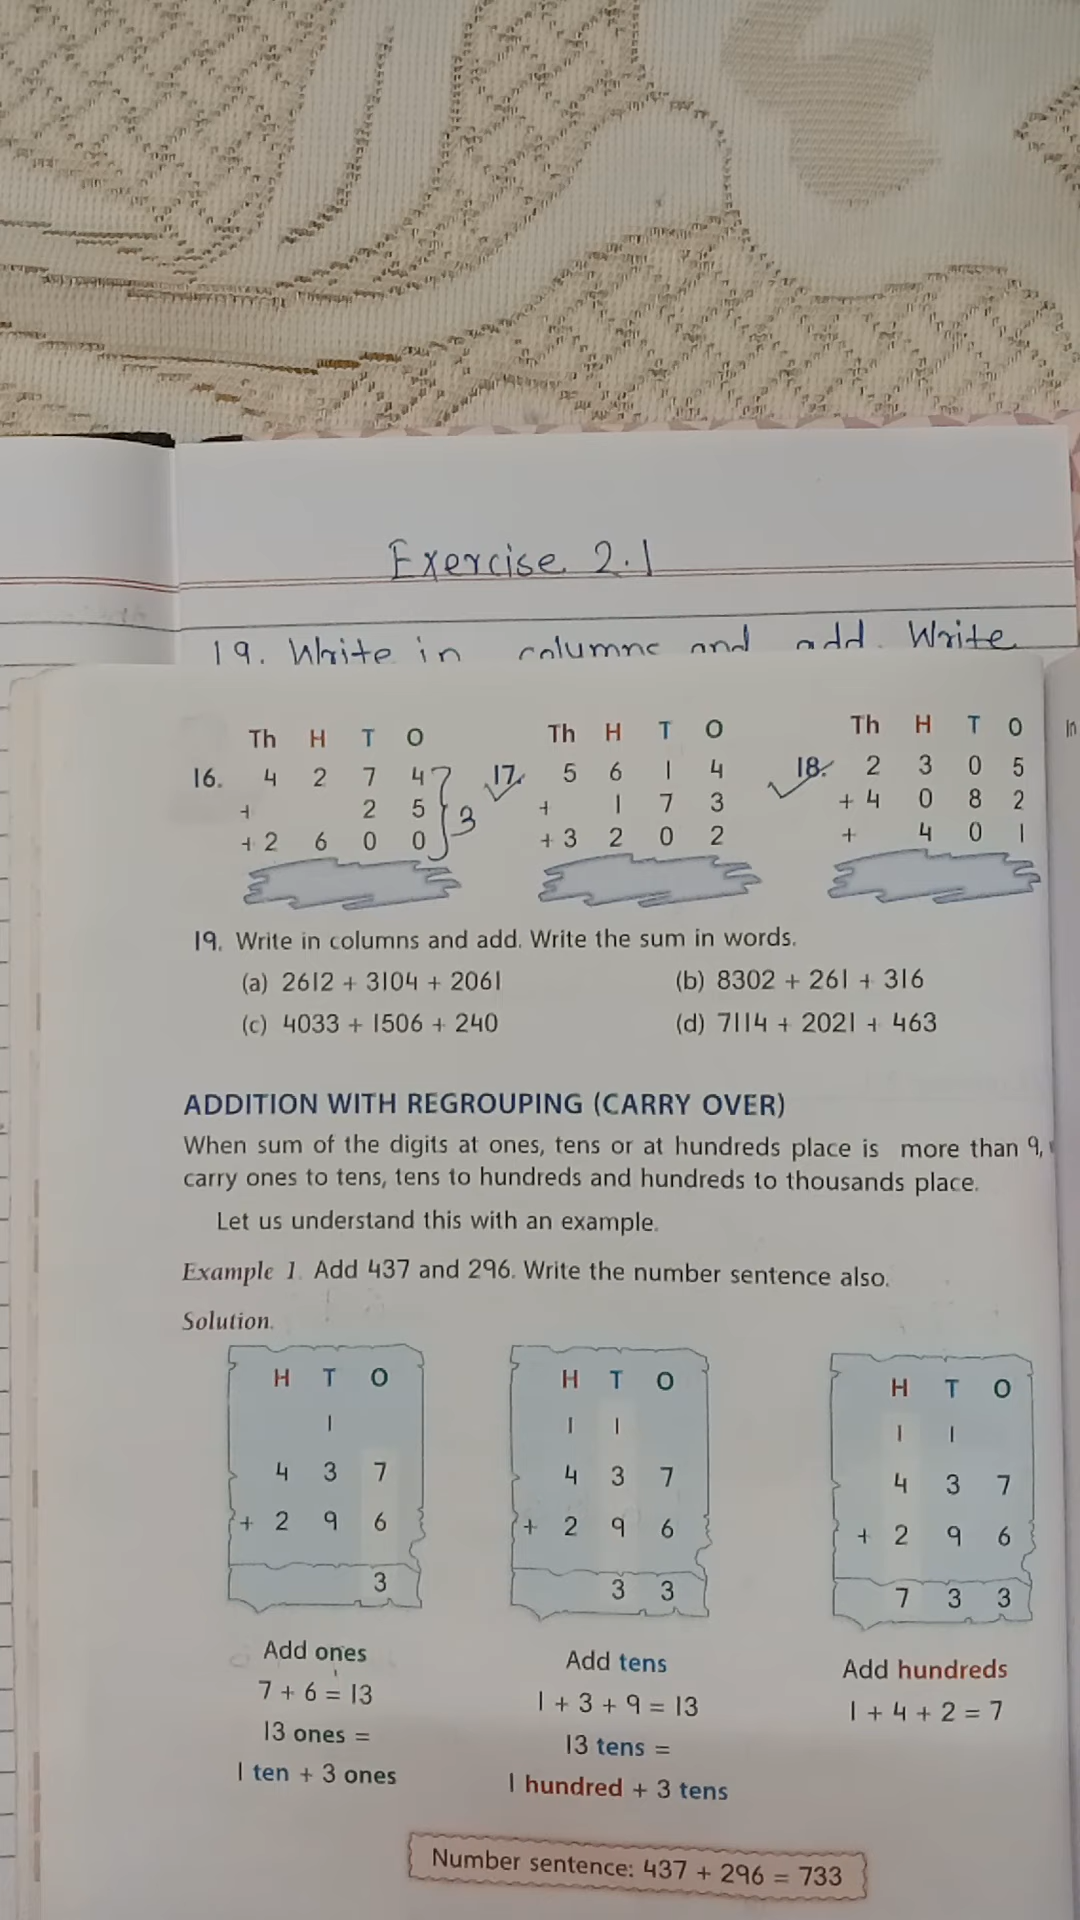 Exercise 2.1
19. Write in columns and add. Write
Th H T O
16. 4 2 7 4
+ 2 5
+ 2 6 0 0
3
Th H T O
17. 5 6 1 4
+ 1 7 3
+ 3 2 0 2
Th H T O
18. 2 3 0 5
+ 4 0 8 2
+ 4 0 1
In
19. Write in columns and add. Write the sum in words.
(a) 2612 + 3104 + 2061 (b) 8302 + 261 + 316
(c) 4033 + 1506 + 240 (d) 7114 + 2021 + 463
ADDITION WITH REGROUPING (CARRY OVER)
When sum of the digits at ones, tens or at hundreds place is more than 9,
carry ones to tens, tens to hundreds and hundreds to thousands place.
Let us understand this with an example.
Example 1. Add 437 and 296. Write the number sentence also.
Solution.
H T O
1
4 3 7
+ 2 9 6
3
Add ones
7 + 6 = 13
13 ones =
1 ten + 3 ones
H T O
1 1
4 3 7
+ 2 9 6
3 3
Add tens
1 + 3 + 9 = 13
13 tens =
1 hundred + 3 tens
H T O
1 1
4 3 7
+ 2 9 6
7 3 3
Add hundreds
1 + 4 + 2 = 7
Number sentence: 437 + 296 = 733